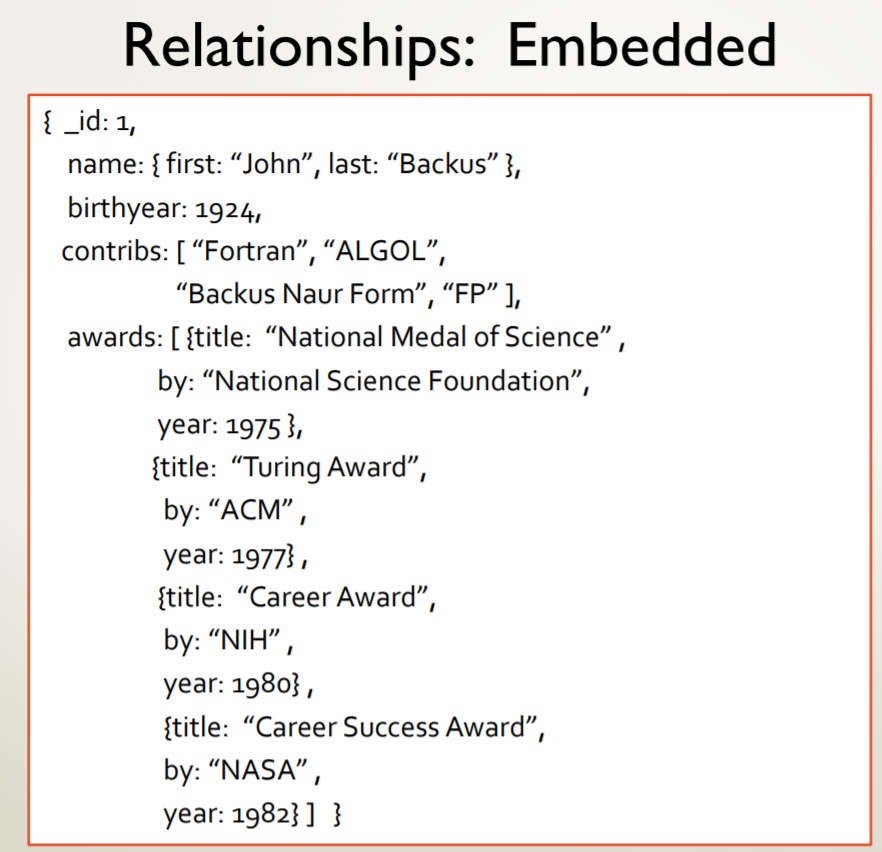 Relationships: Embedded
{ _id: 1,
name: { first: “John”, last: “Backus” },
birthyear: 1924,
contribs: [ “Fortran”, “ALGOL”,
“Backus Naur Form”, “FP” ],
awards: [ {title: “National Medal of Science” ,
by: “National Science Foundation”,
year: 1975 },
{title: “Turing Award”,
by: “ACM” ,
year: 1977} ,
{title: “Career Award”,
by: “NIH” ,
year: 1980} ,
{title: “Career Success Award”,
by: “NASA” ,
year: 1982} ] }